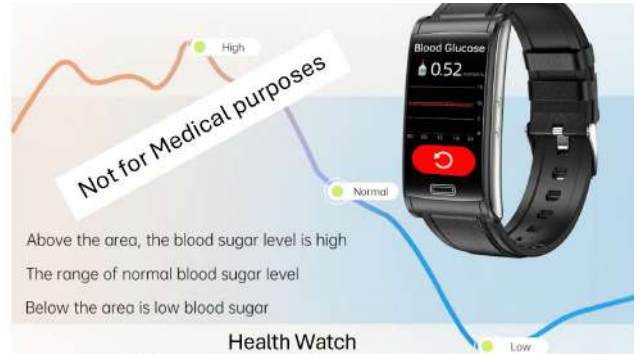 High
Blood Glucose
0.52
Not for Medical purposes
Normal
Above the area, the blood sugar level is high
The range of normal blood sugar level
Below the area is low blood sugar
Health Watch
Low